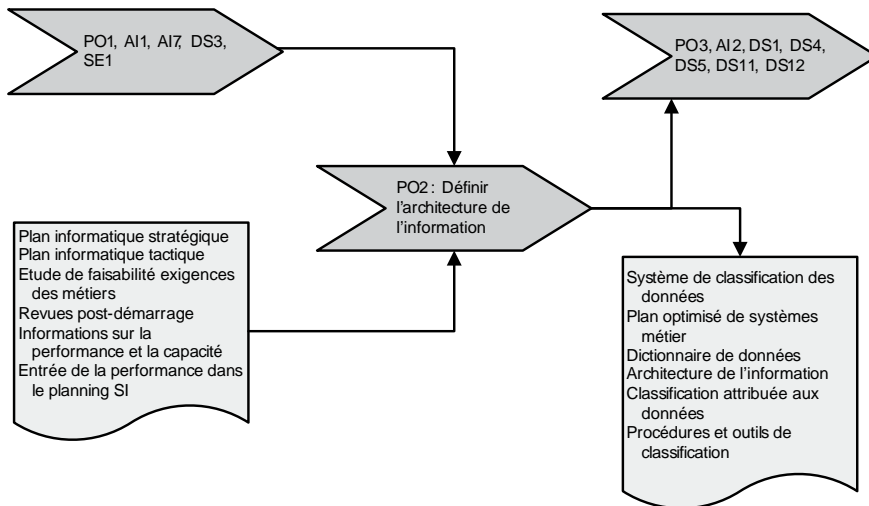 PO1, AI1, AI7, DS3,
SE1
PO3, AI2, DS1, DS4,
DS5, DS11, DS12
PO2 : Définir
l'architecture de
l'information
Plan informatique stratégique
Plan informatique tactique
Etude de faisabilité exigences
des métiers
Revues post-démarrage
Informations sur la
performance et la capacité
Entrée de la performance dans
le planning SI
Système de classification des
données
Plan optimisé de systèmes
métier
Dictionnaire de données
Architecture de l'information
Classification attribuée aux
données
Procédures et outils de
classification